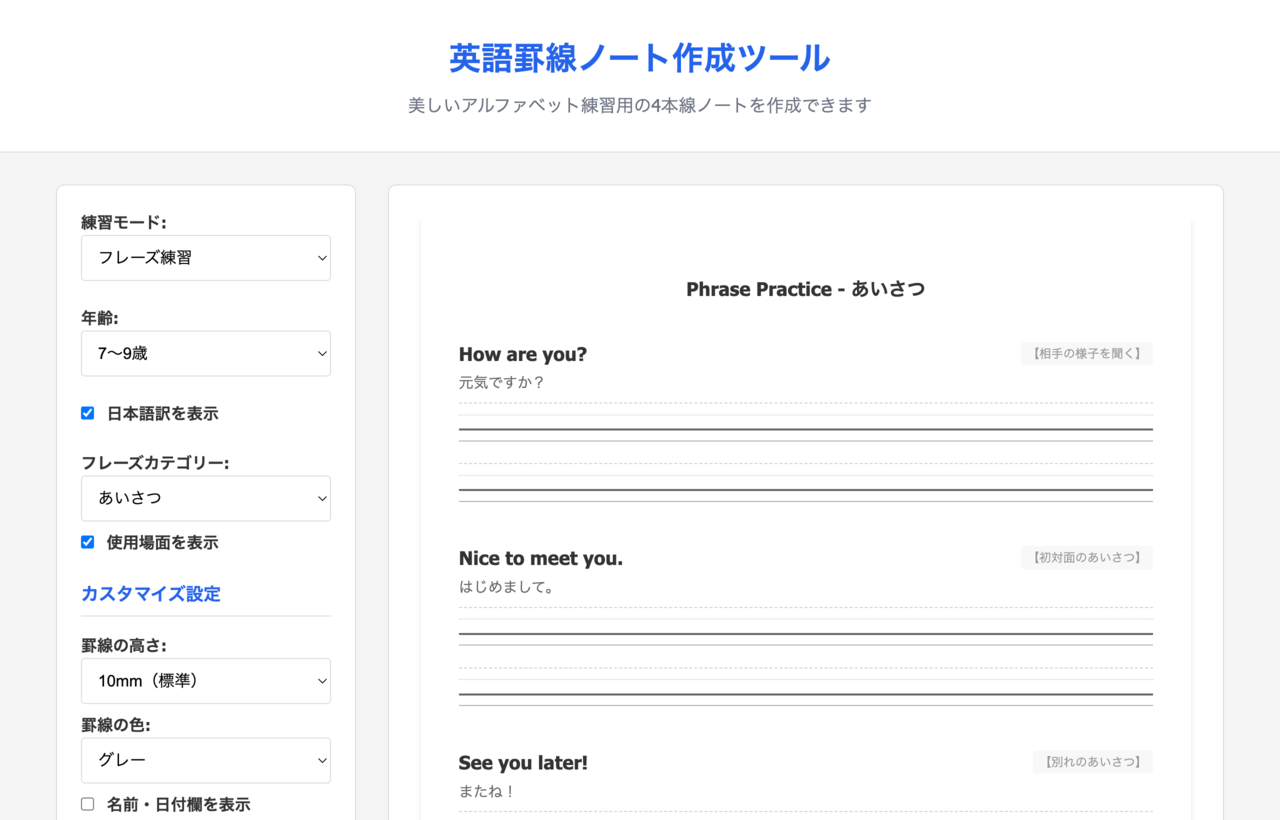 英語罫線ノート作成ツール
美しいアルファベット練習用の4本線ノートを作成できます
練習モード:
フレーズ練習
年齢:
7〜9歳
日本語訳を表示
フレーズカテゴリー:
あいさつ
使用場面を表示
カスタマイズ設定
罫線の高さ:
10mm（標準）
罫線の色:
グレー
名前・日付欄を表示
Phrase Practice - あいさつ
How are you?
【相手の様子を聞く】
元気ですか？
Nice to meet you.
【初対面のあいさつ】
はじめまして。
See you later!
【別れのあいさつ】
またね！